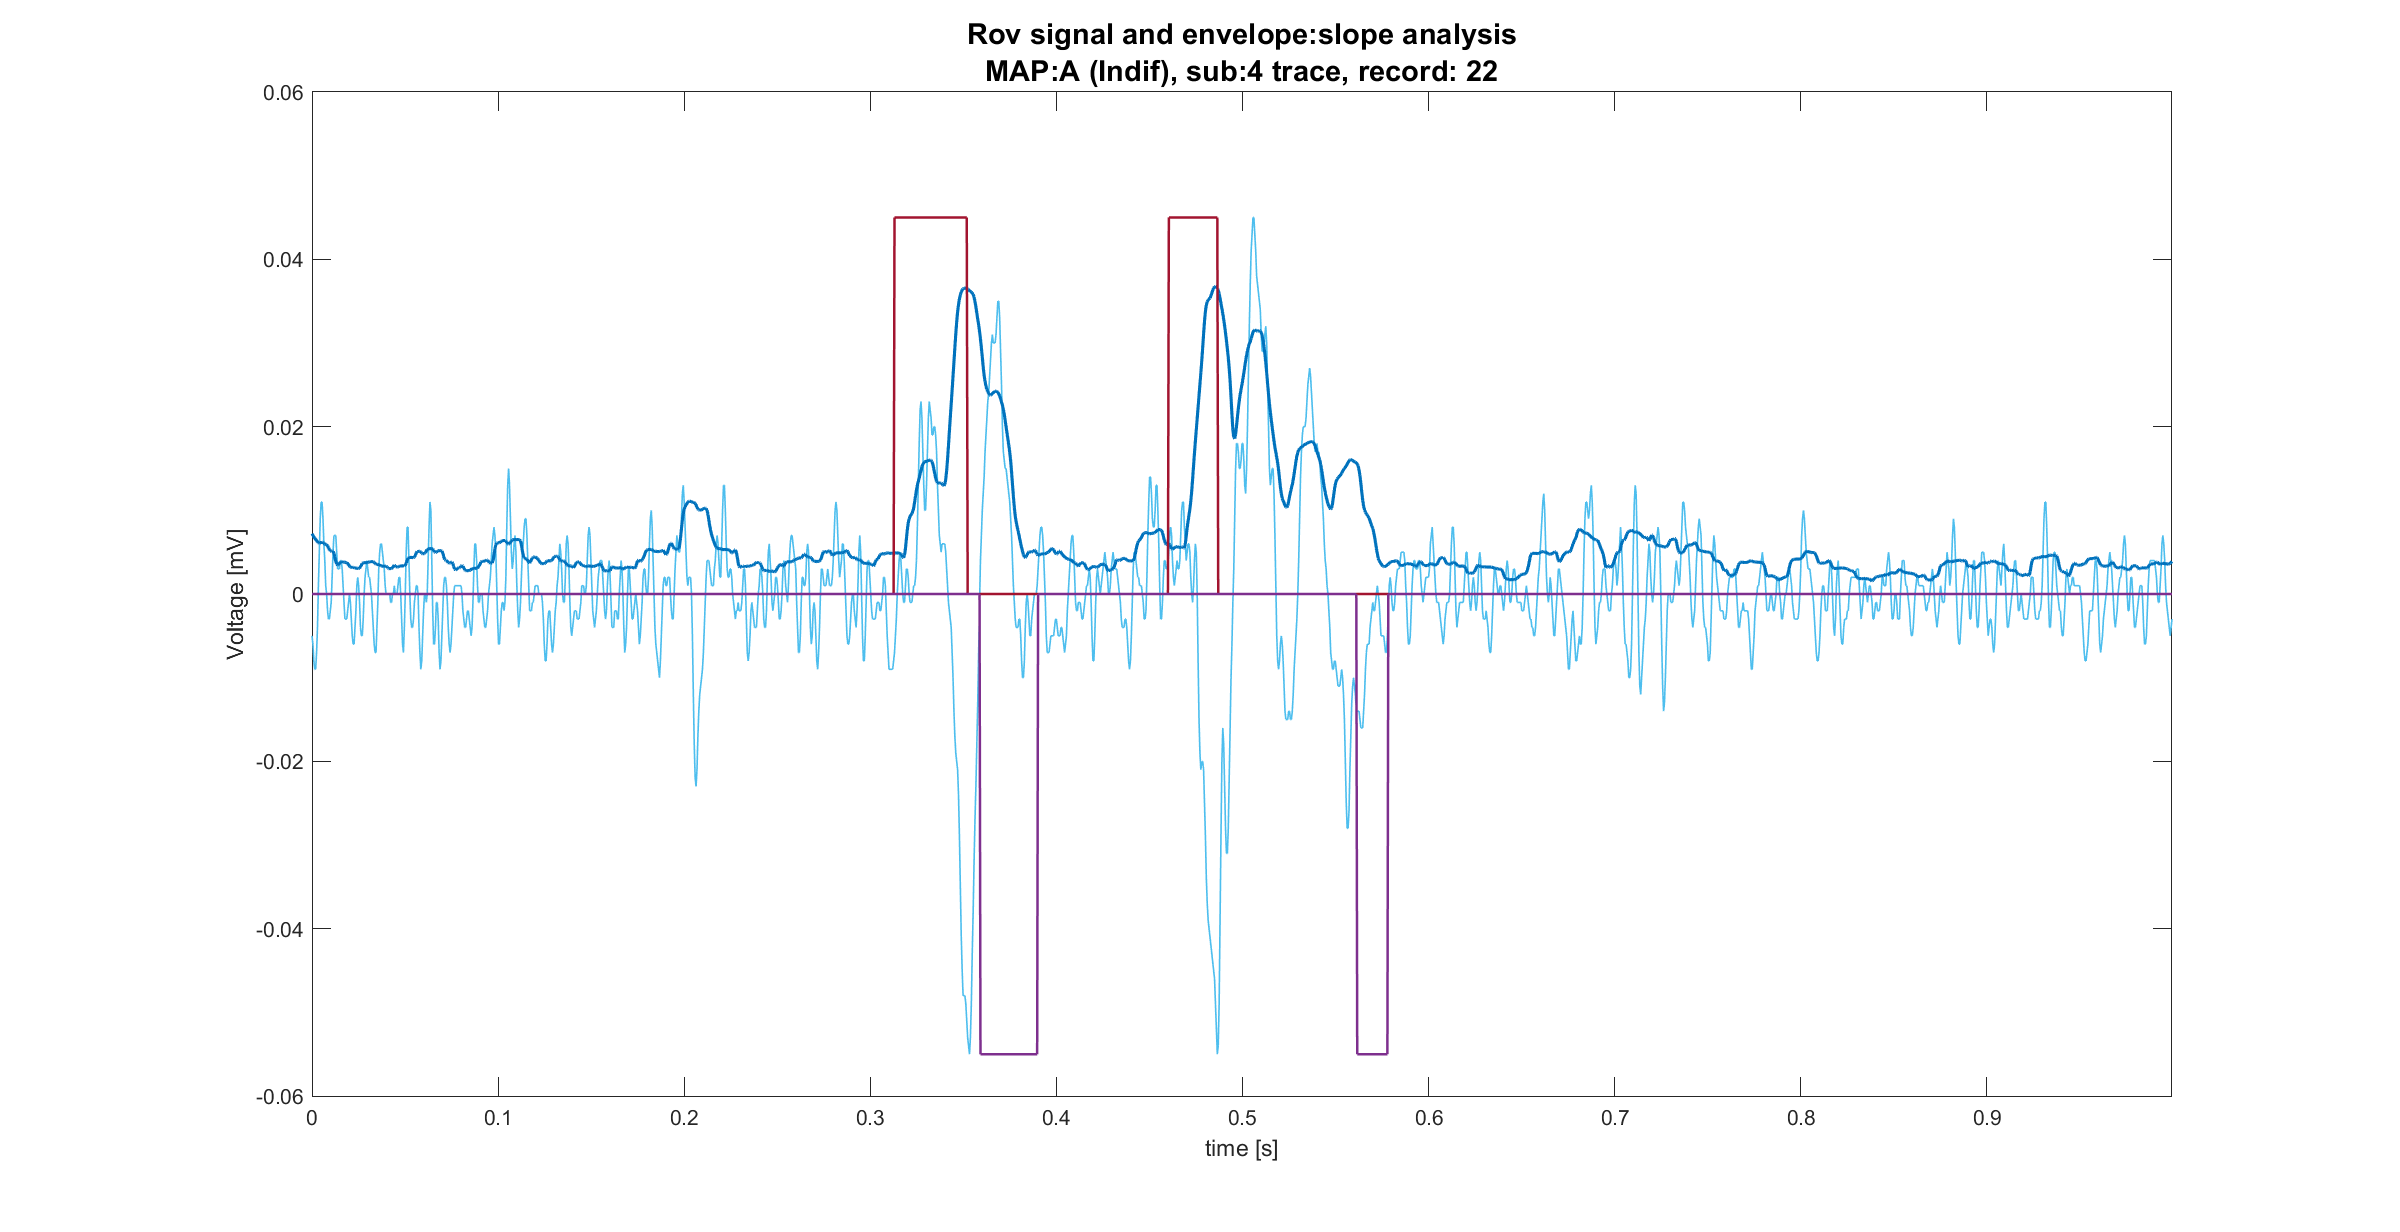 Rov signal and envelope:slope analysis
MAP:A (Indif), sub:4 trace, record: 22
0.06
0.04
0.02
0
-0.02
-0.04
-0.06
Voltage [mV]
0 0.1 0.2 0.3 0.4 0.5 0.6 0.7 0.8 0.9
time [s]